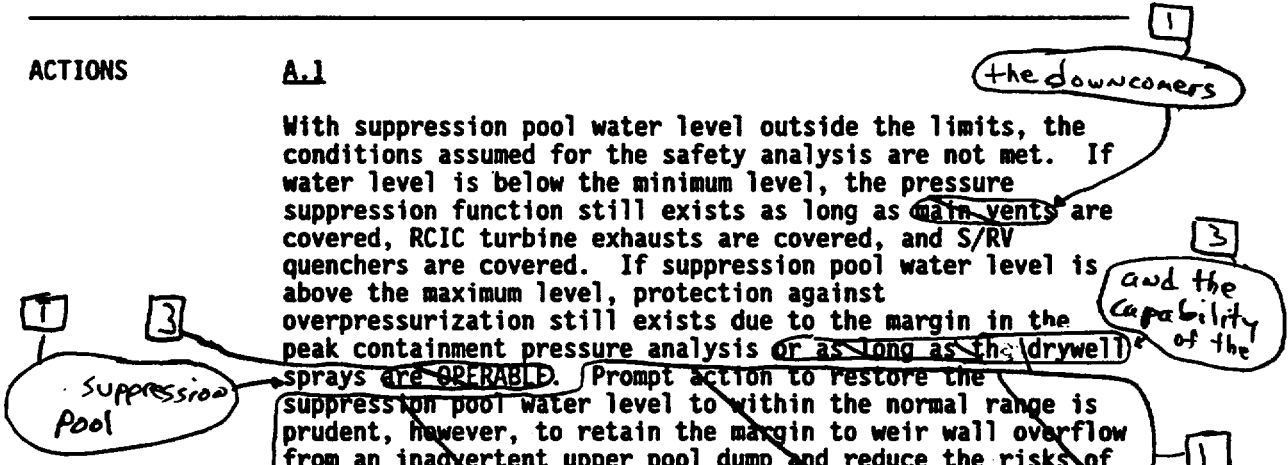 1
ACTIONS A.1
the downcomers
With suppression pool water level outside the limits, the
conditions assumed for the safety analysis are not met. If
water level is below the minimum level, the pressure
suppression function still exists as long as main vents are
covered, RCIC turbine exhausts are covered, and S/RV
3
quenchers are covered. If suppression pool water level is
and the
capability
of the
above the maximum level, protection against
1 3
overpressurization still exists due to the margin in the
peak containment pressure analysis or as long as the drywell
suppression
pool
sprays are OPERABLE. Prompt action to restore the
suppression pool water level to within the normal range is
prudent, however, to retain the margin to weir wall overflow
1
from an inadvertent upper pool dump and reduce the risks of